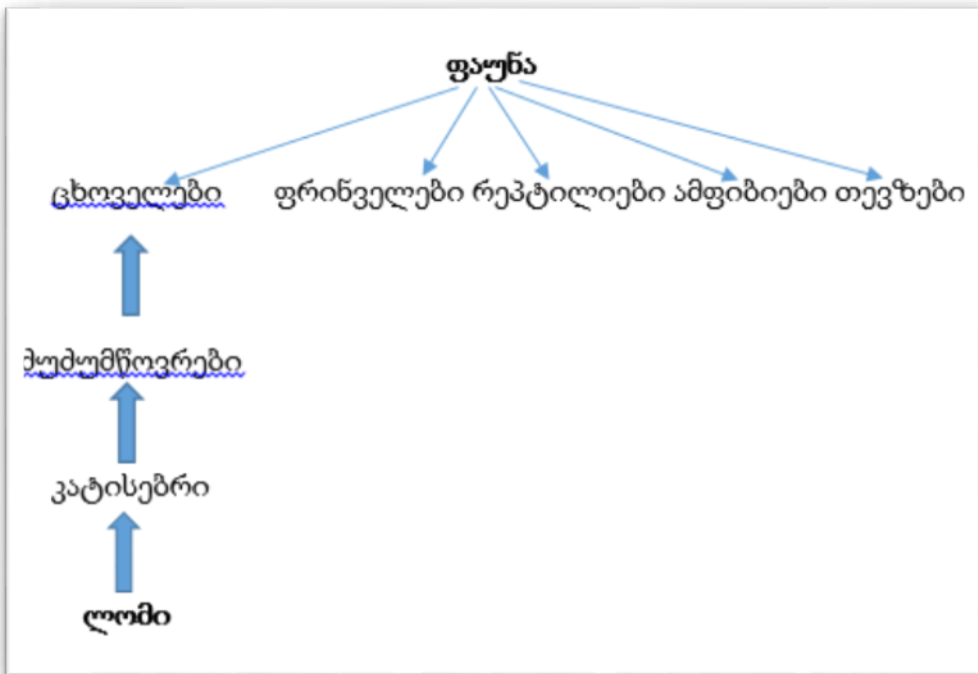 ფაუნა
ცხოველები ფრინველები რეპტილიები ამფიბიები თევზები
ძუძუმწოვრები
კატისებრი
ლომი